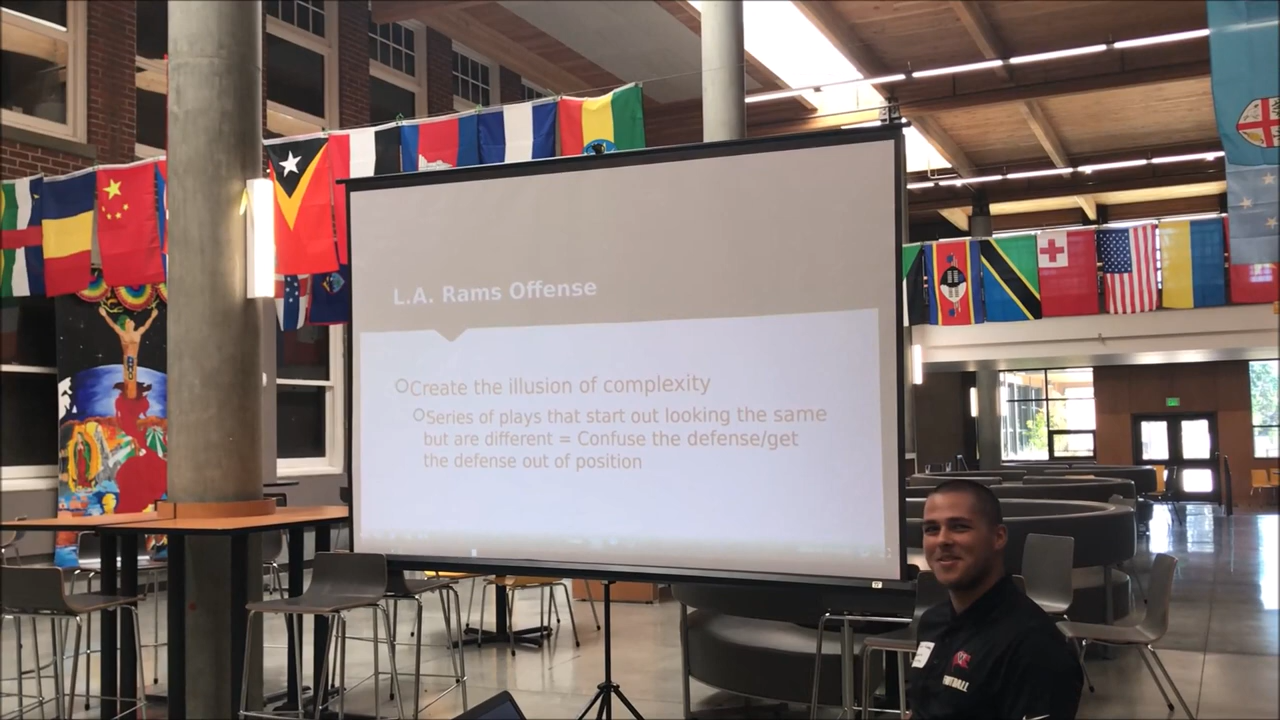 L.A. Rams Offense
Create the illusion of complexity
Series of plays that start out looking the same
but are different = Confuse the defense/get
the defense out of position